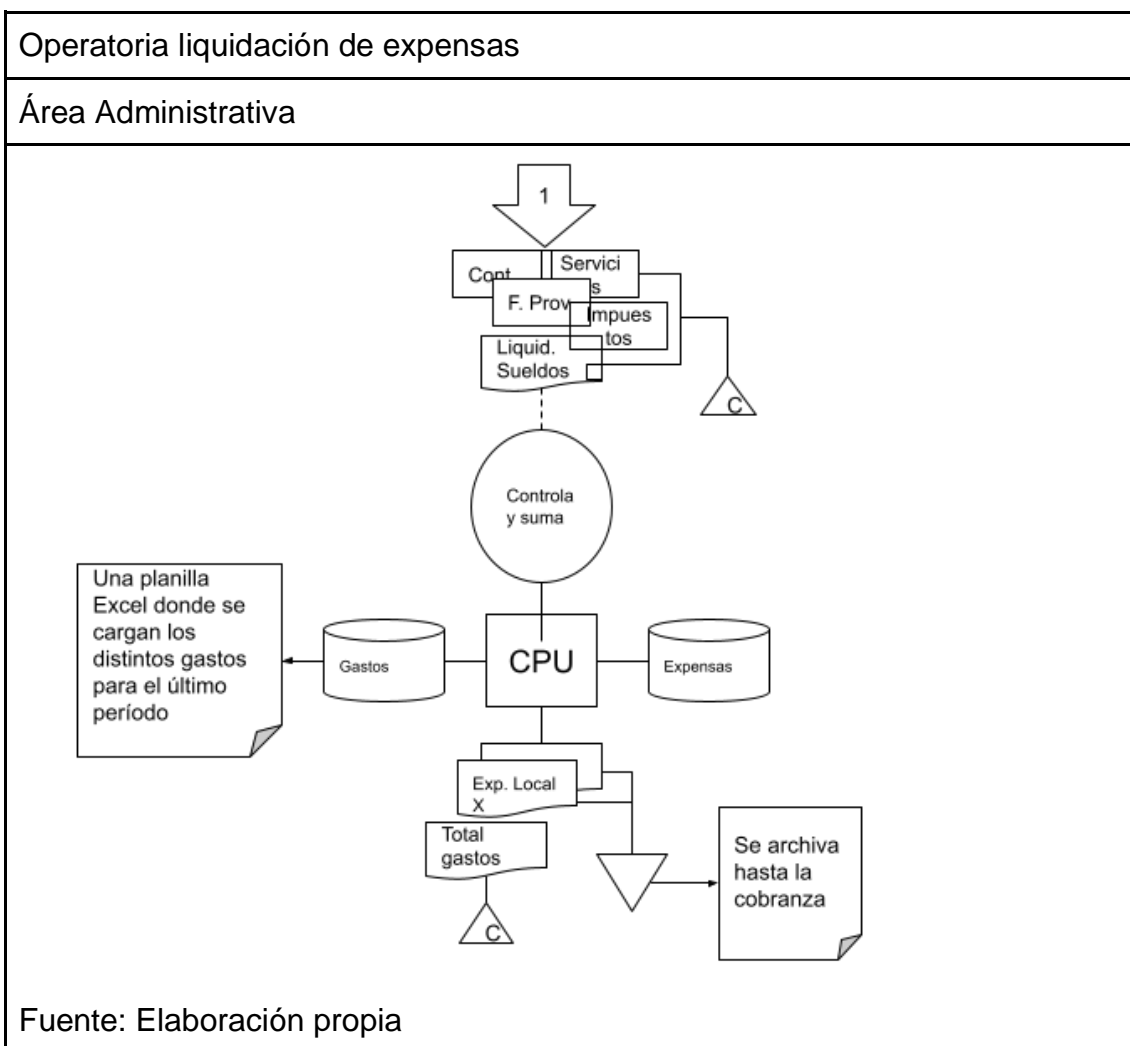 Operatoria liquidación de expensas
Área Administrativa
1
Cont
Servici
s
F. Prov
Impues
tos
Liquid.
Sueldos
C
Controla
y suma
Una planilla
Excel donde se
cargan los
distintos gastos
para el último
período
Gastos
CPU
Expensas
Exp. Local
X
Total
gastos
C
Se archiva
hasta la
cobranza
Fuente: Elaboración propia